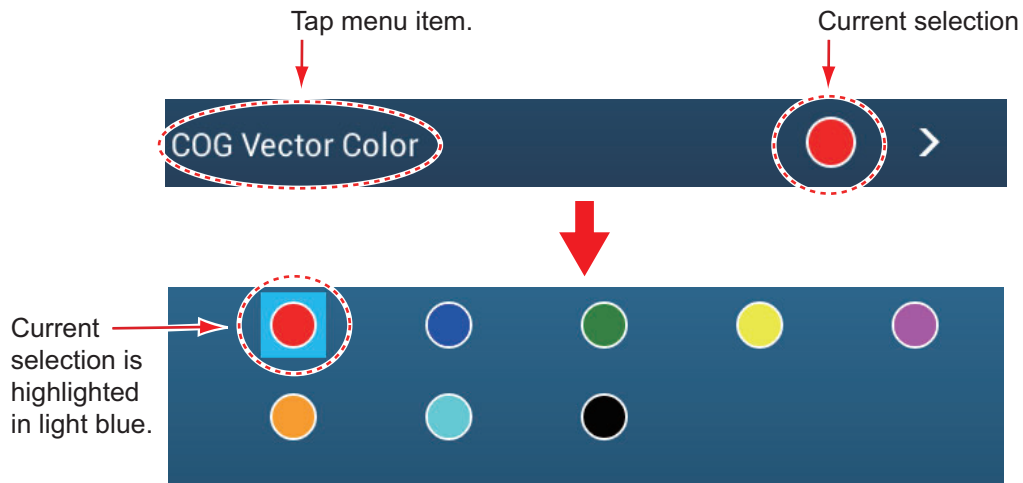 Tap menu item.
Current selection
COG Vector Color
Current
selection is
highlighted
in light blue.